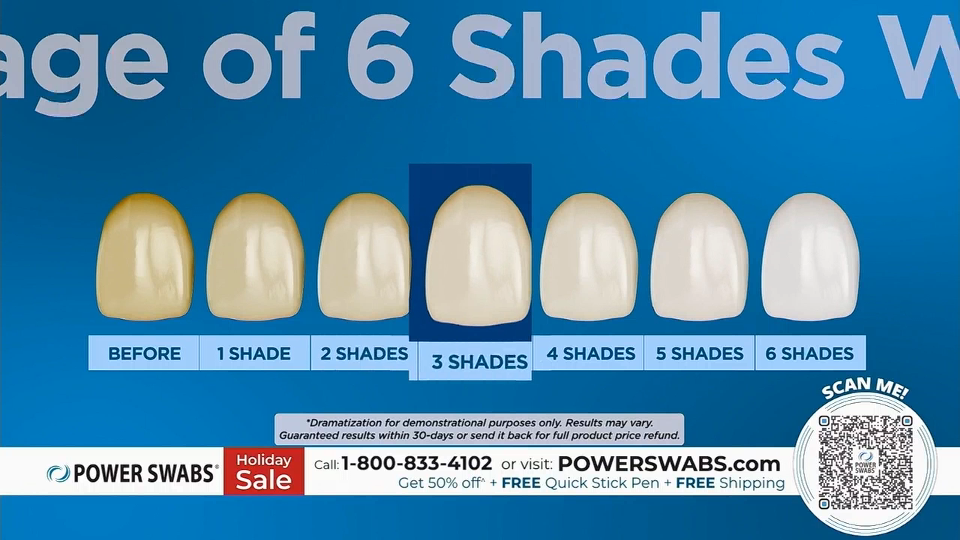 age of 6 Shades W
BEFORE
1 SHADE
2 SHADES
3 SHADES
4 SHADES
5 SHADES
6 SHADES
SCAN ME!
*Dramatization for demonstrational purposes only. Results may vary.
Guaranteed results within 30-days or send it back for full product price refund.
POWER SWABS®
Holiday
Sale
Call: 1-800-833-4102 or visit: POWERSWABS.com
Get 50% off^ + FREE Quick Stick Pen + FREE Shipping
POWER
SWABS